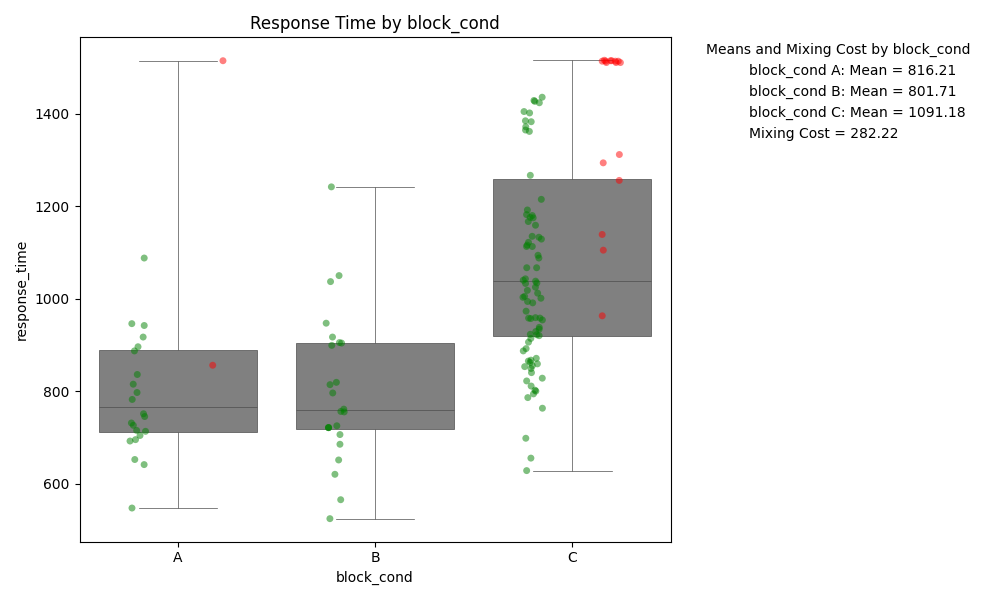 Response Time by block_cond
Means and Mixing Cost by block_cond
block_cond A: Mean = 816.21
block_cond B: Mean = 801.71
block_cond C: Mean = 1091.18
Mixing Cost = 282.22
response_time
1400
1200
1000
800
600
A
B
C
block_cond